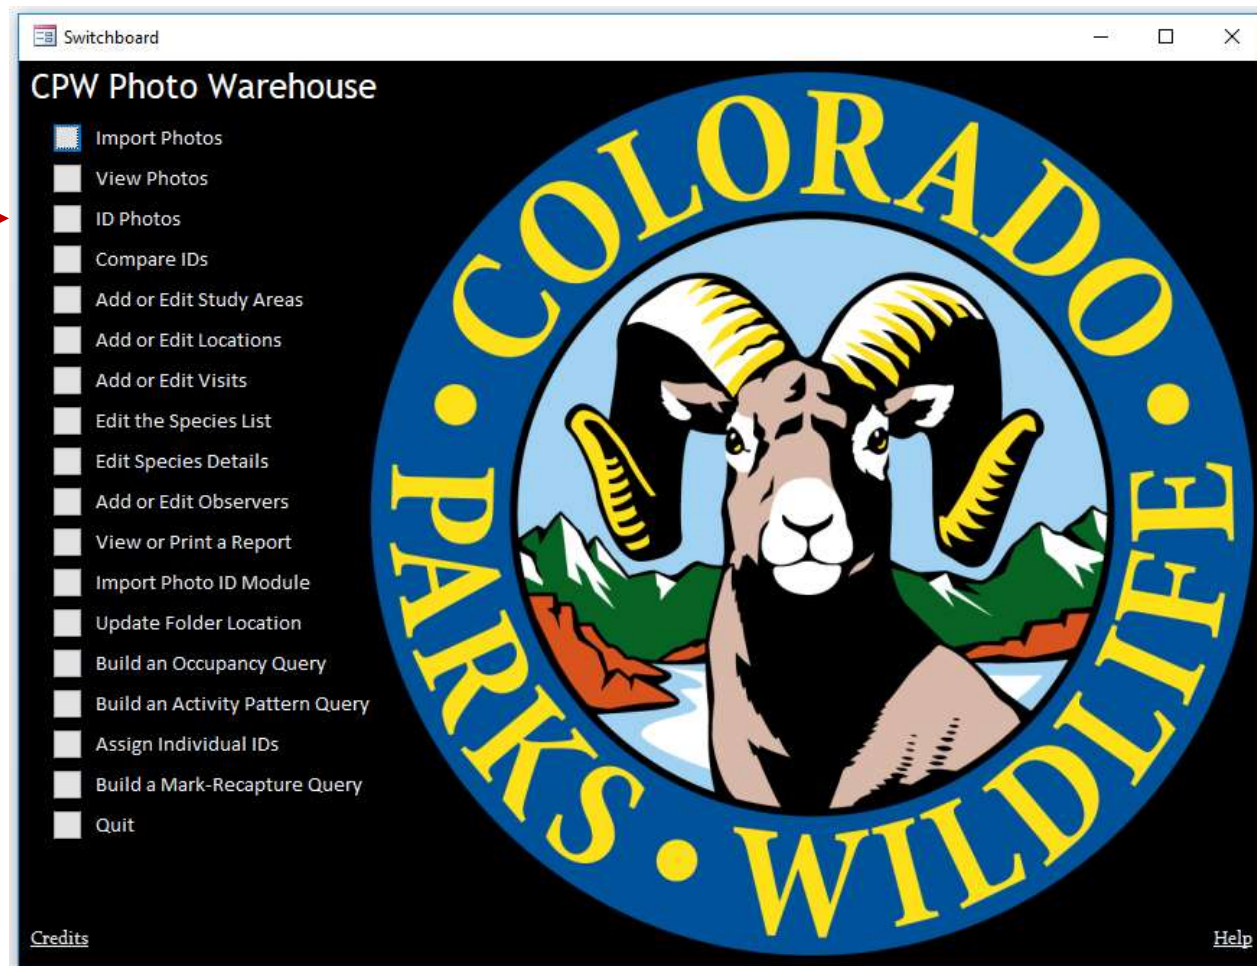 Switchboard
CPW Photo Warehouse
Import Photos
View Photos
ID Photos
Compare IDs
Add or Edit Study Areas
Add or Edit Locations
Add or Edit Visits
Edit the Species List
Edit Species Details
Add or Edit Observers
View or Print a Report
Import Photo ID Module
Update Folder Location
Build an Occupancy Query
Build an Activity Pattern Query
Assign Individual IDs
Build a Mark-Recapture Query
Quit
COLORADO
PARKS • WILDLIFE
Credits
Help